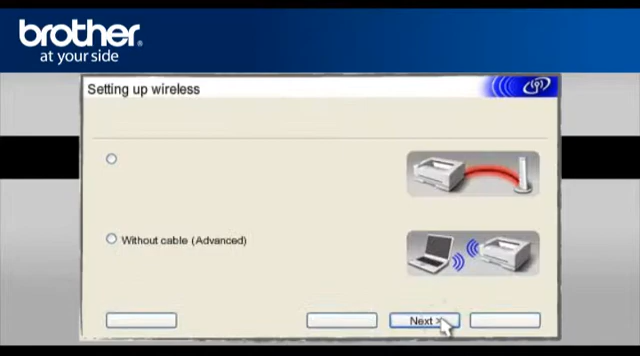 brother
at your side
Setting up wireless
Without cable (Advanced)
Next >